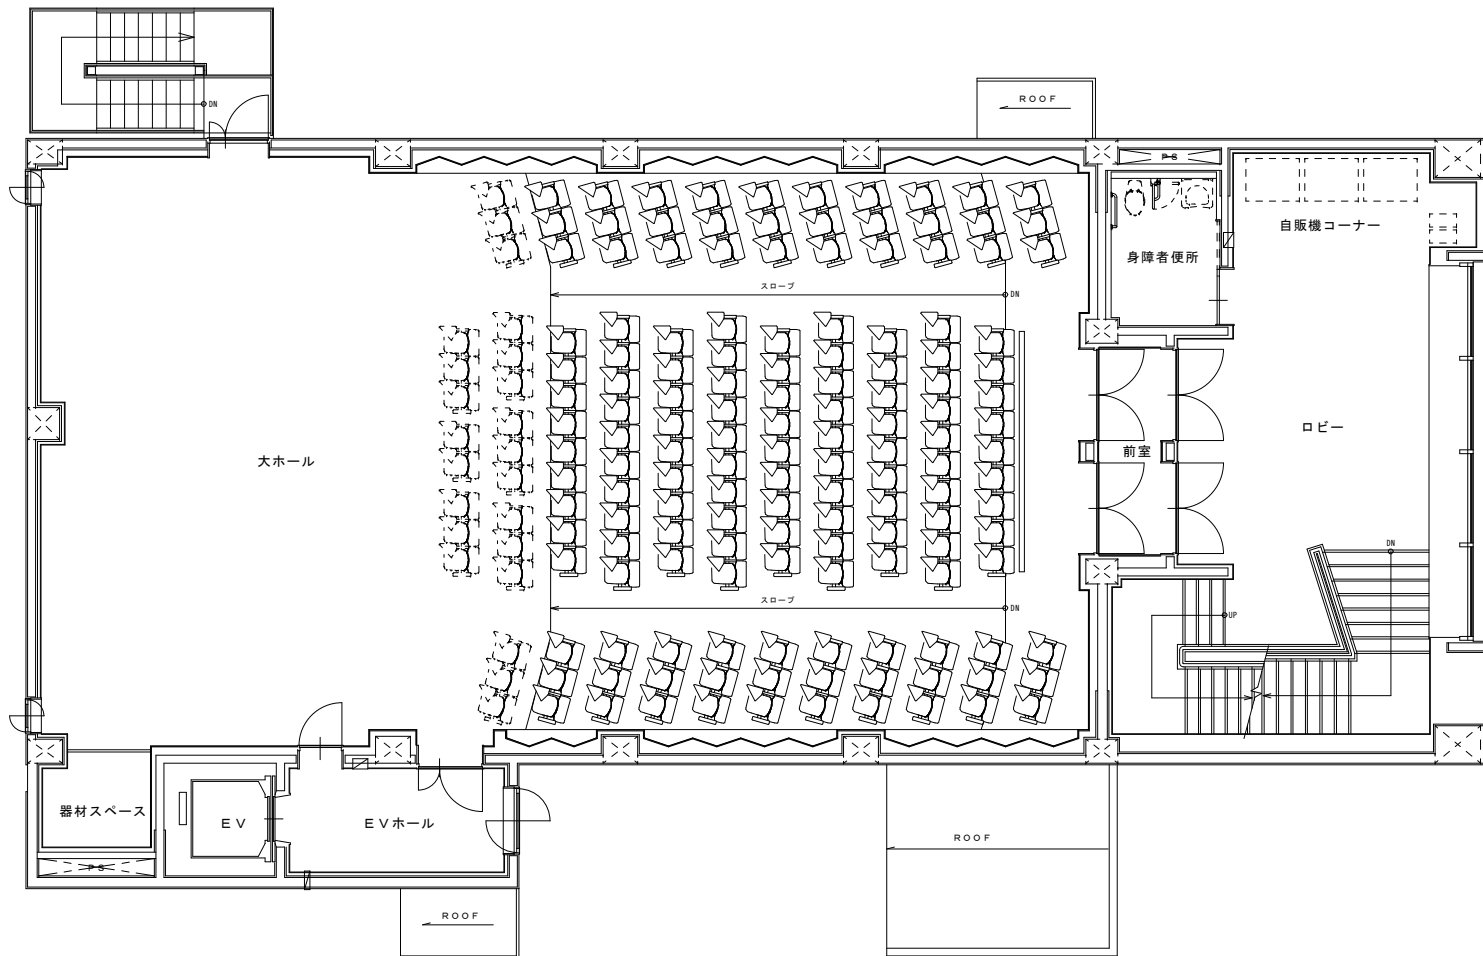 DN
ROOF
PS
自販機コーナー
身障者便所
スロープ
DN
ロビー
前室
大ホール
DN
スロープ
DN
UP
器材スペース
EV
EVホール
ROOF
PS
ROOF